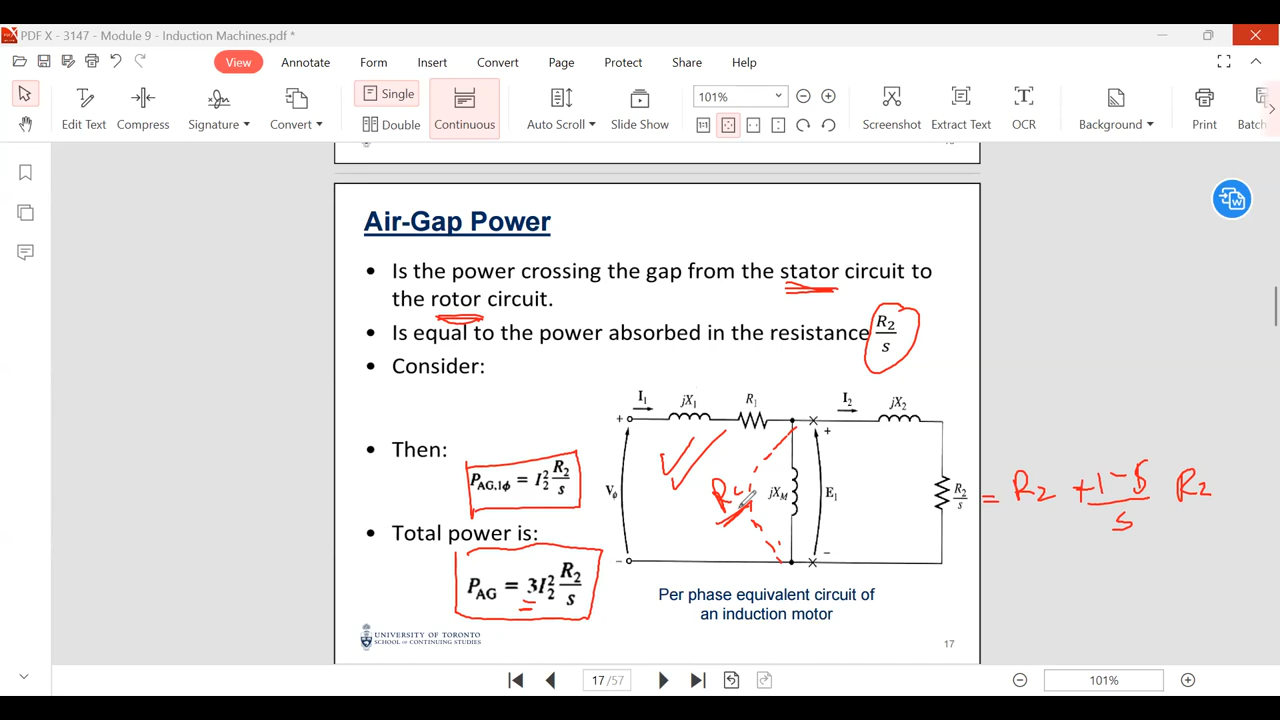 PDF X - 3147 - Module 9 - Induction Machines.pdf *
View Annotate Form Insert Convert Page Protect Share Help
Edit Text Compress Signature Convert Single Double Continuous Auto Scroll Slide Show 101% Screenshot Extract Text OCR Background Print Batch
Air-Gap Power
• Is the power crossing the gap from the stator circuit to
the rotor circuit.
• Is equal to the power absorbed in the resistance R₂/s
• Consider:
I₁ jX₁ R₁ I₂ jX₂
+ +
• Then:
P_AG,1ϕ = I₂² R₂/s
V_ϕ jX_M E₁ R₂/s
Rc
= R₂ + 1-s/s R₂
• Total power is:
P_AG = 3I₂² R₂/s
– –
Per phase equivalent circuit of
an induction motor
UNIVERSITY OF TORONTO
SCHOOL OF CONTINUING STUDIES
17
17 /57
101%